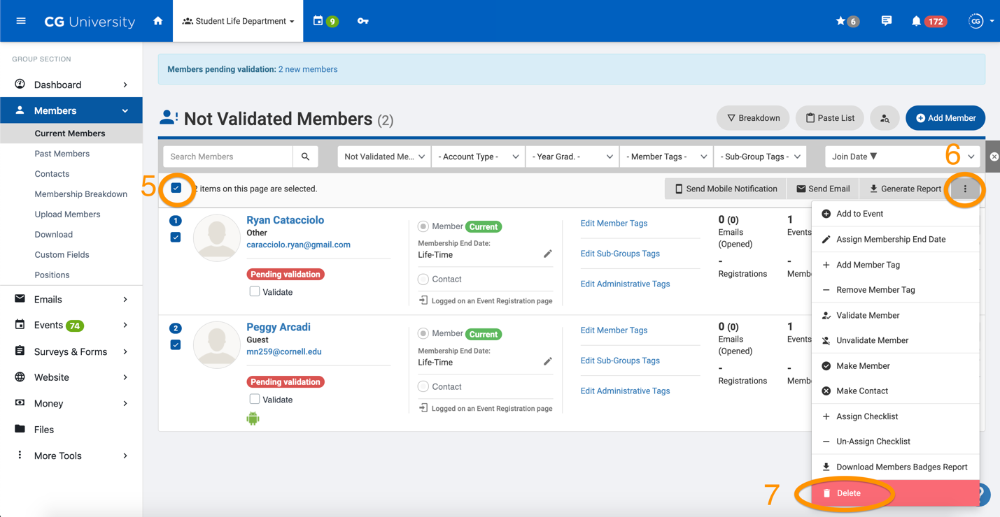 CG University
Student Life Department
9
6
172
CG
GROUP SECTION
Dashboard
Members
Current Members
Past Members
Contacts
Membership Breakdown
Upload Members
Download
Custom Fields
Positions
Emails
Events 74
Surveys & Forms
Website
Money
Files
More Tools
Members pending validation: 2 new members
Not Validated Members (2)
Breakdown
Paste List
Add Member
Search Members
Not Validated Me...
- Account Type -
- Year Grad. -
- Member Tags -
- Sub-Group Tags -
Join Date ▼
6
5
2 items on this page are selected.
Send Mobile Notification
Send Email
Generate Report
1
Ryan Catacciolo
Other
caracciolo.ryan@gmail.com
Pending validation
Validate
Member Current
Membership End Date:
Life-Time
Contact
Logged on an Event Registration page
Edit Member Tags
Edit Sub-Groups Tags
Edit Administrative Tags
0 (0)
Emails
(Opened)
-
Registrations
1
Events
-
Membe
2
Peggy Arcadi
Guest
mn259@cornell.edu
Pending validation
Validate
Member Current
Membership End Date:
Life-Time
Contact
Logged on an Event Registration page
Edit Member Tags
Edit Sub-Groups Tags
Edit Administrative Tags
0 (0)
Emails
(Opened)
-
Registrations
1
Events
-
Membe
Add to Event
Assign Membership End Date
Add Member Tag
Remove Member Tag
Validate Member
Unvalidate Member
Make Member
Make Contact
Assign Checklist
Un-Assign Checklist
Download Members Badges Report
7
Delete
?